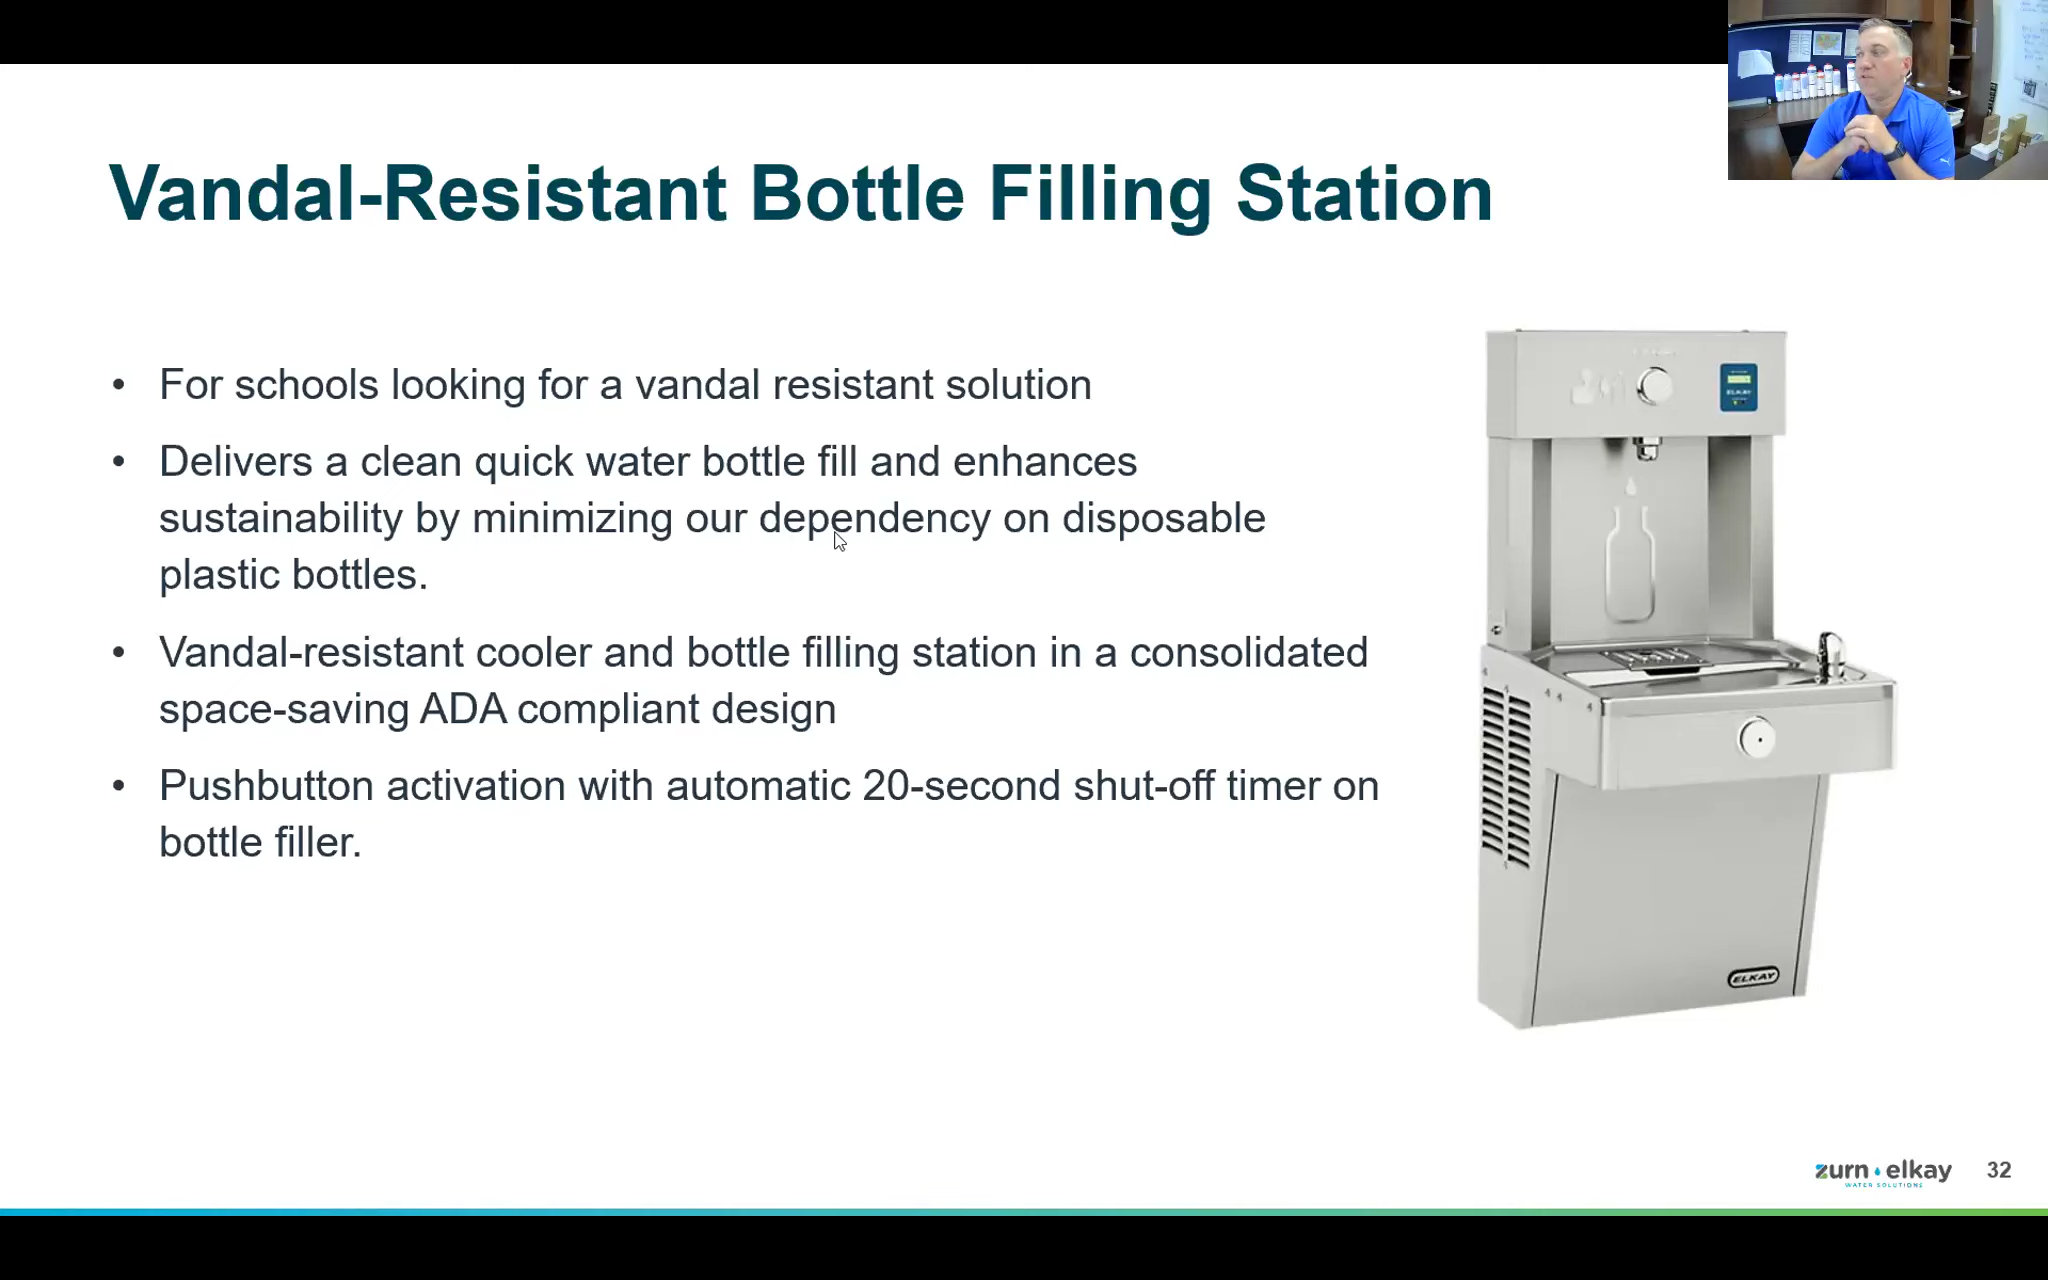 Vandal-Resistant Bottle Filling Station
• For schools looking for a vandal resistant solution
• Delivers a clean quick water bottle fill and enhances
sustainability by minimizing our dependency on disposable
plastic bottles.
• Vandal-resistant cooler and bottle filling station in a consolidated
space-saving ADA compliant design
• Pushbutton activation with automatic 20-second shut-off timer on
bottle filler.
ELKAY
ELKAY
zurn elkay
WATER SOLUTIONS
32